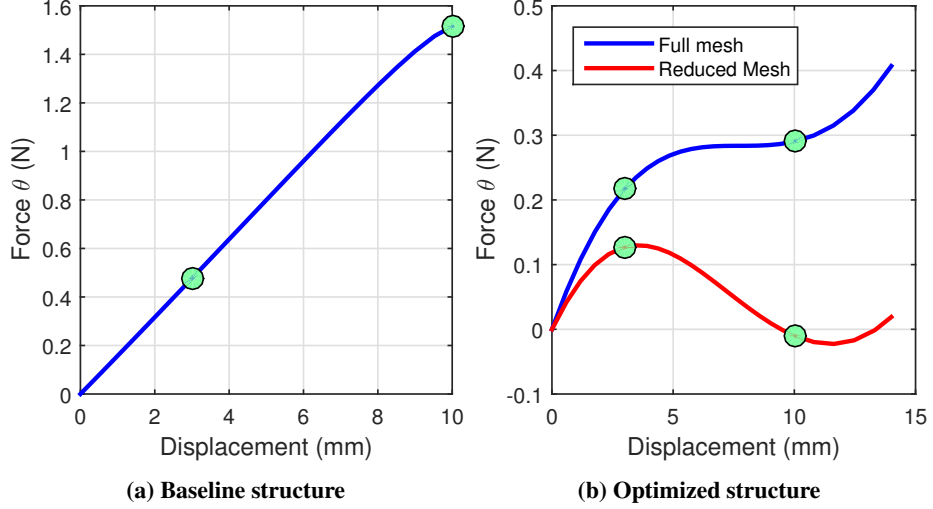 1.6
1.4
1.2
1
0.8
0.6
0.4
0.2
0
0 2 4 6 8 10
Force θ (N)
Displacement (mm)
(a) Baseline structure
0.5
0.4
0.3
0.2
0.1
0
-0.1
0 5 10 15
Force θ (N)
Displacement (mm)
Full mesh
Reduced Mesh
(b) Optimized structure